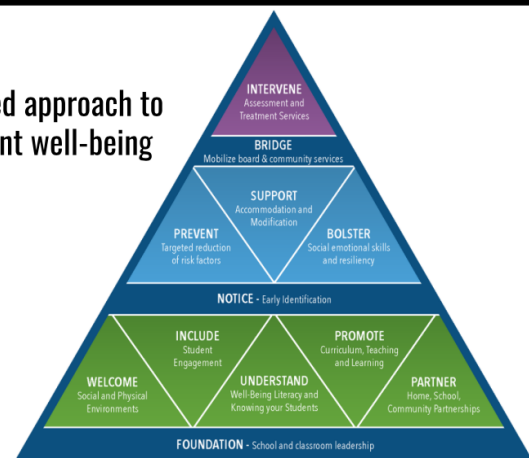 approach to
well-being
INTERVENE
Assessment and
Treatment Services
BRIDGE
Mobilize board & community services
SUPPORT
Accommodation and
Modification
PREVENT
Targeted reduction
of risk factors
BOLSTER
Social emotional skills
and resiliency
NOTICE - Early Identification
INCLUDE
Student
Engagement
PROMOTE
Curriculum, Teaching
and Learning
WELCOME
Social and Physical
Environments
UNDERSTAND
Well-Being Literacy and
Knowing your Students
PARTNER
Home, School,
Community Partnerships
FOUNDATION - School and classroom leadership